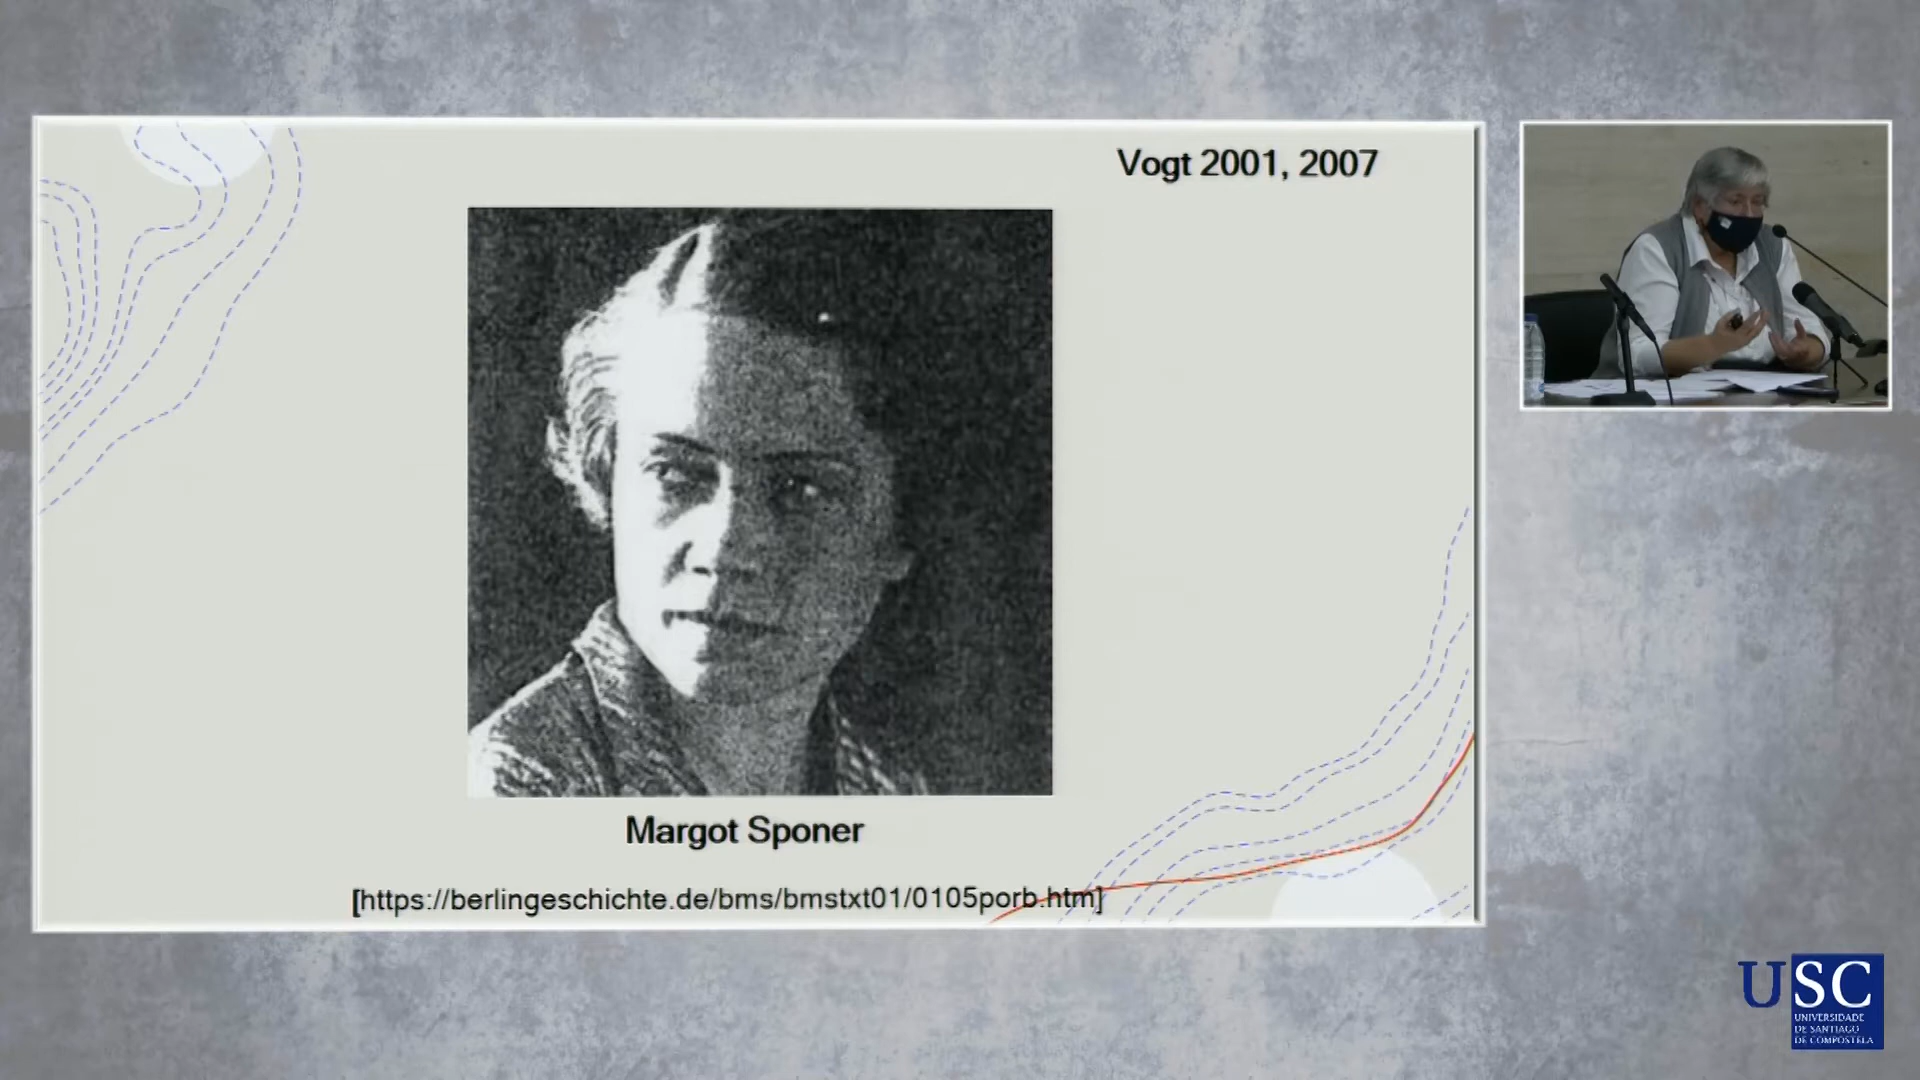 Vogt 2001, 2007
Margot Sponer
[https://berlingeschichte.de/bms/bmstxt01/0105porb.htm]
USC
UNIVERSIDADE
DE SANTIAGO
DE COMPOSTELA